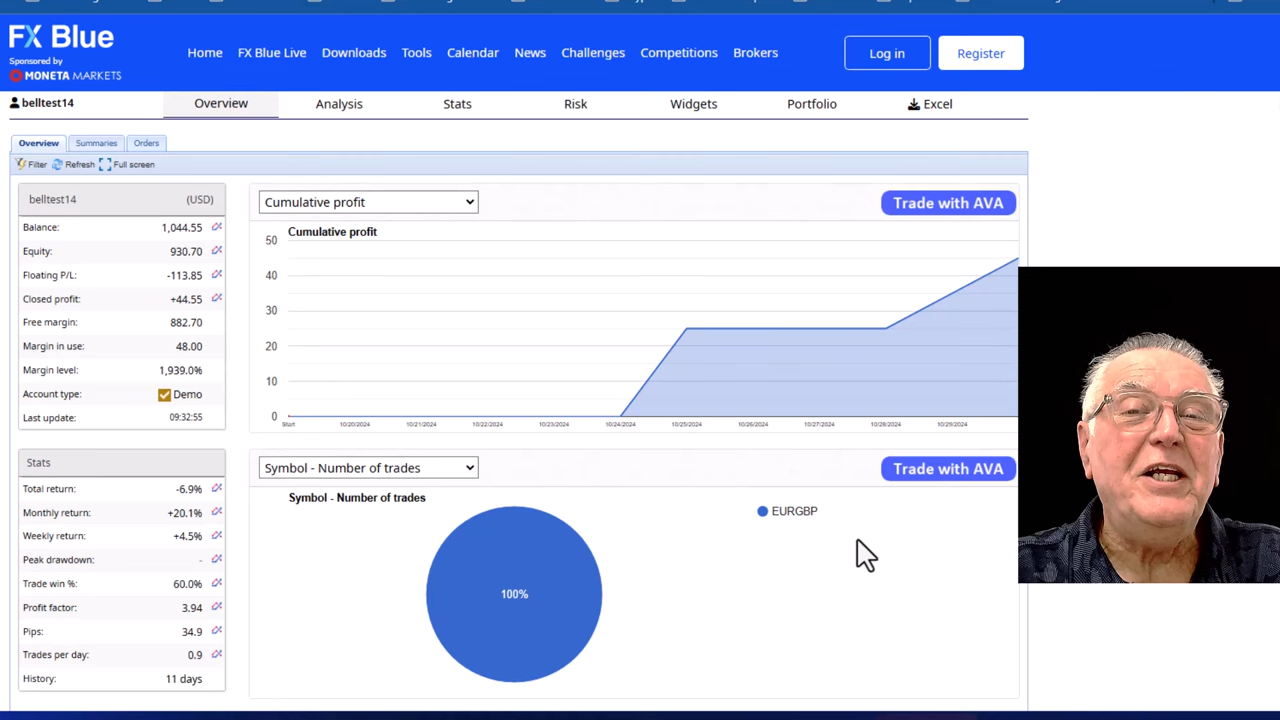 FX Blue
Sponsored by
MONETA MARKETS
Home FX Blue Live Downloads Tools Calendar News Challenges Competitions Brokers Log in Register
belltest14 Overview Analysis Stats Risk Widgets Portfolio Excel
Overview Summaries Orders
Filter Refresh Full screen
belltest14 (USD)
Balance: 1,044.55
Equity: 930.70
Floating P/L: -113.85
Closed profit: +44.55
Free margin: 882.70
Margin in use: 48.00
Margin level: 1,939.0%
Account type: Demo
Last update: 09:32:55
Cumulative profit Trade with AVA
Cumulative profit
50
40
30
20
10
0
Start 10/20/2024 10/21/2024 10/22/2024 10/23/2024 10/24/2024 10/25/2024 10/26/2024 10/27/2024 10/28/2024 10/29/2024
Stats
Total return: -6.9%
Monthly return: +20.1%
Weekly return: +4.5%
Peak drawdown: -
Trade win %: 60.0%
Profit factor: 3.94
Pips: 34.9
Trades per day: 0.9
History: 11 days
Symbol - Number of trades Trade with AVA
Symbol - Number of trades
EURGBP
100%